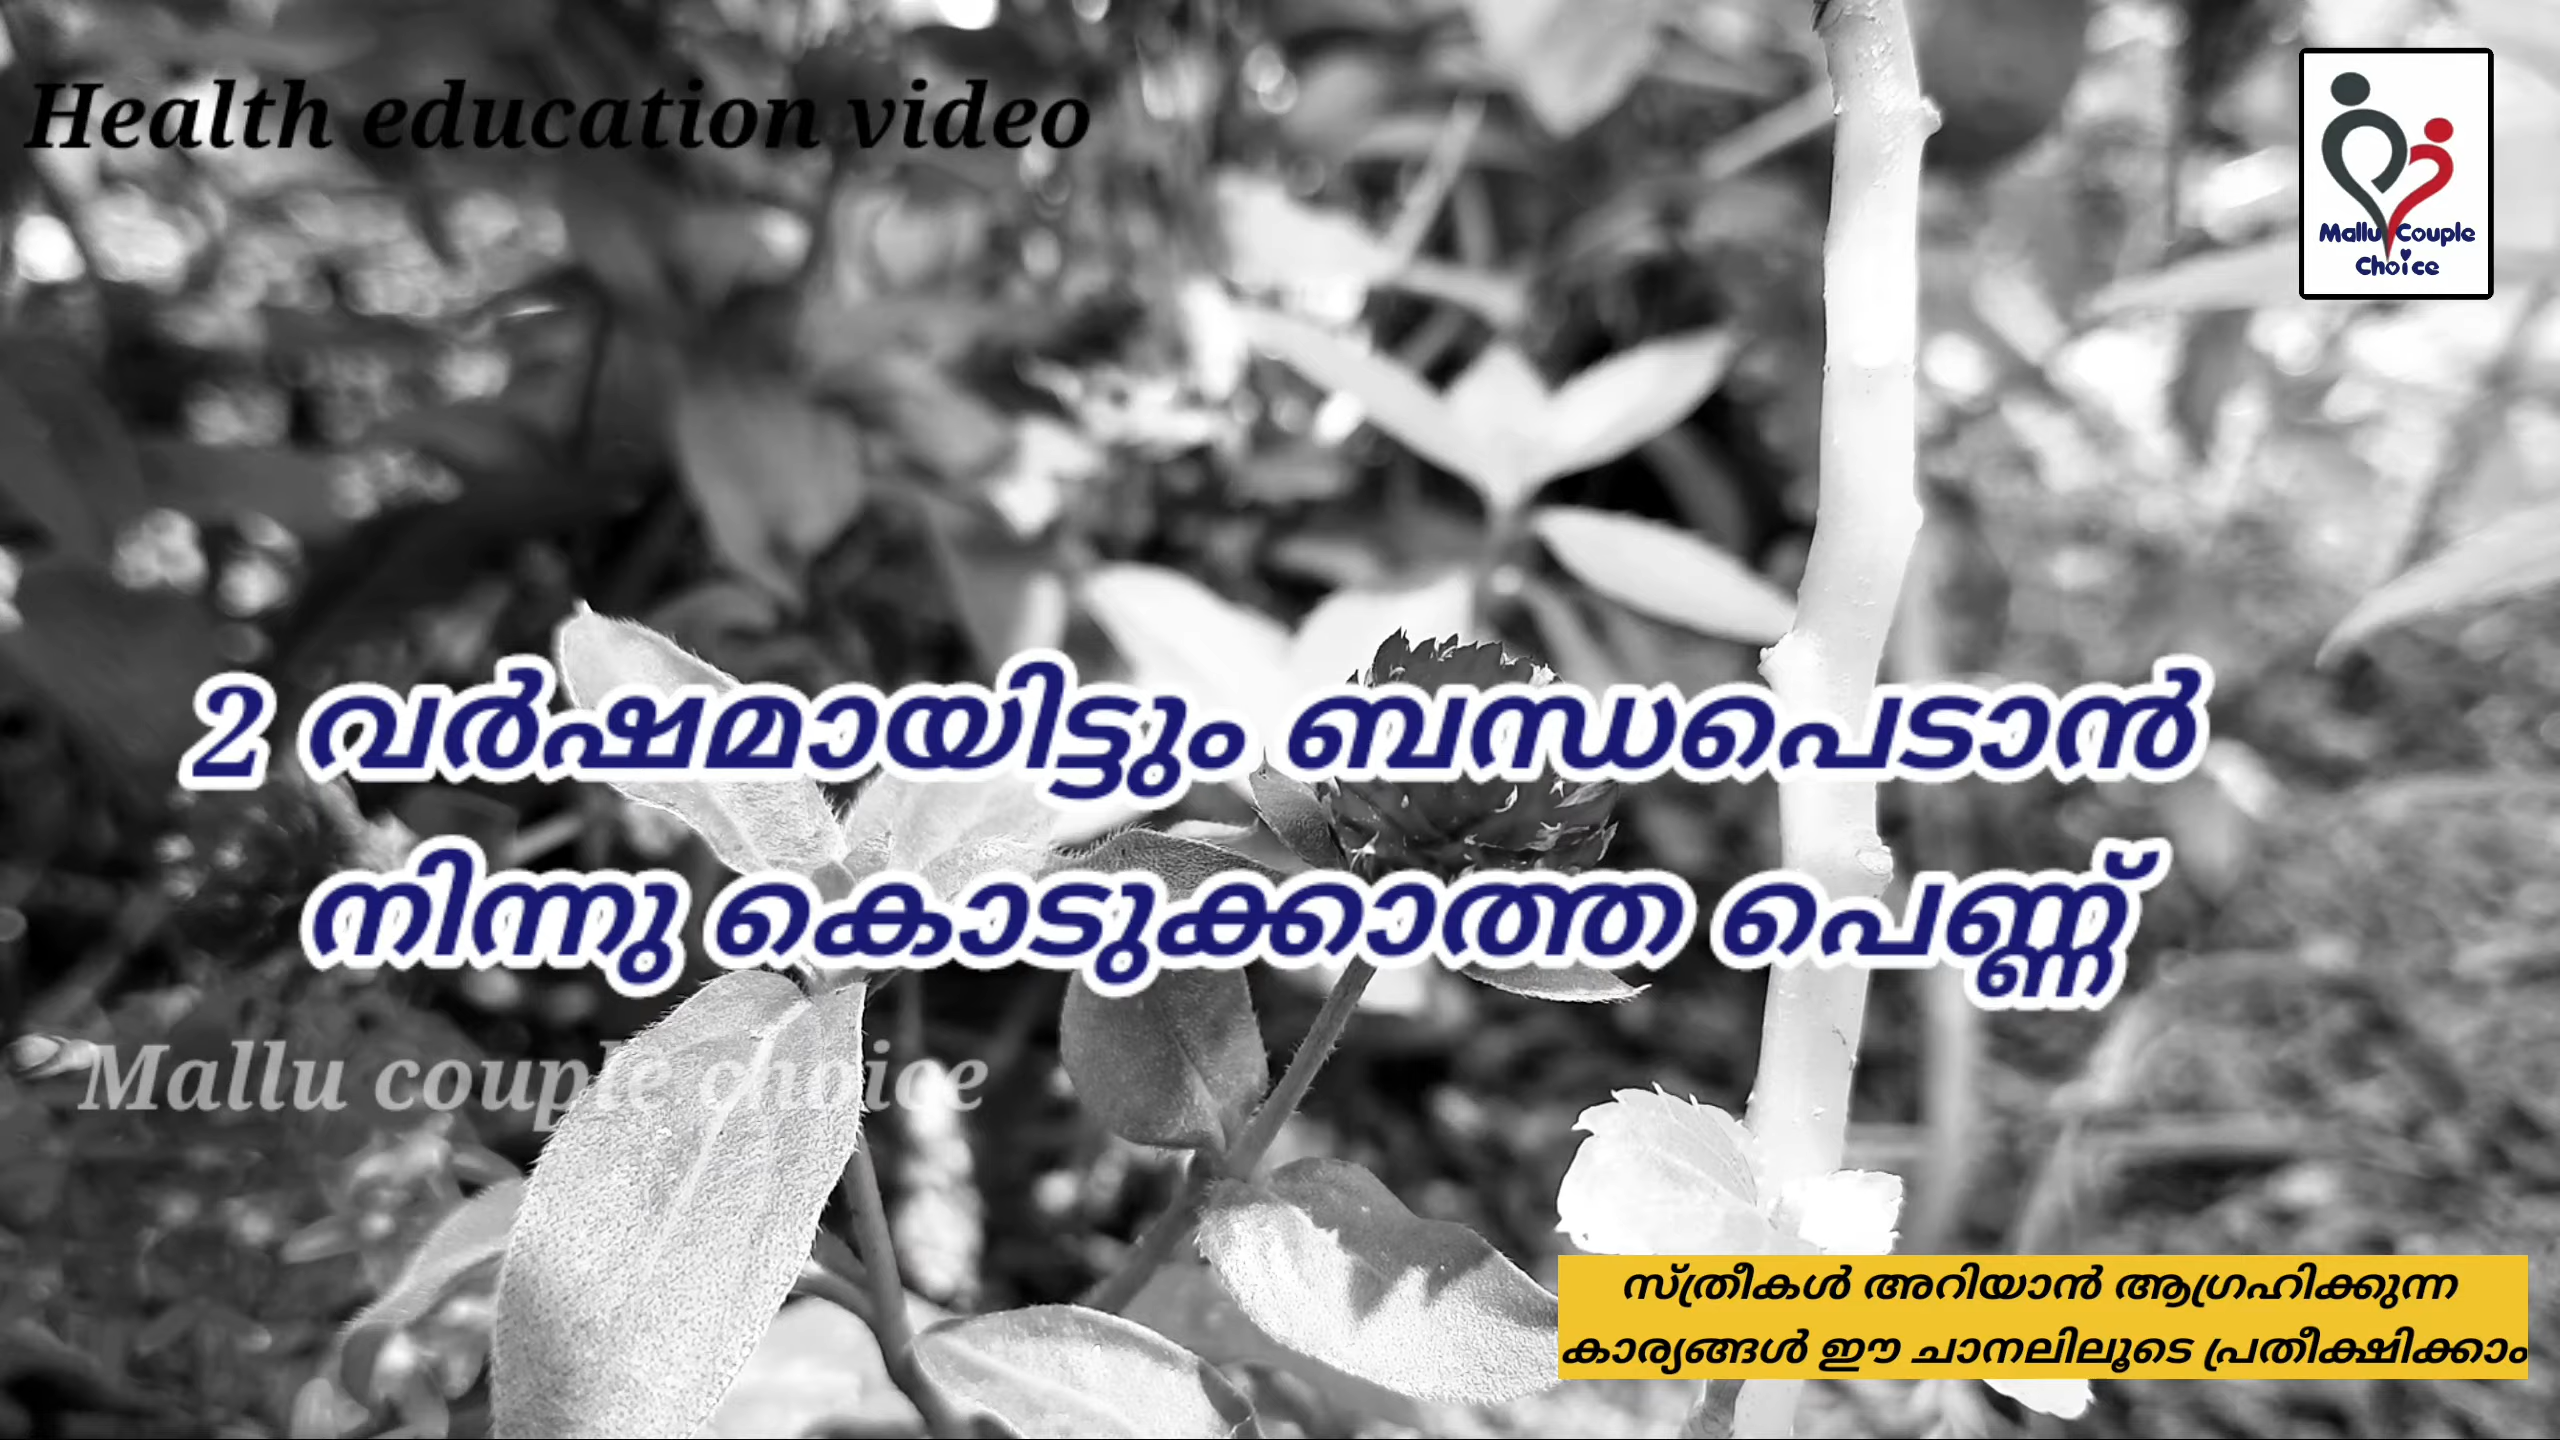 Health education video
Mallu Couple
Choice
2 വർഷമായിട്ടും ബന്ധപെടാൻ
നിന്നു കൊടുക്കാത്ത പെണ്ണ്
Mallu couple choice
സ്ത്രീകൾ അറിയാൻ ആഗ്രഹിക്കുന്ന
കാര്യങ്ങൾ ഈ ചാനലിലൂടെ പ്രതീക്ഷിക്കാം